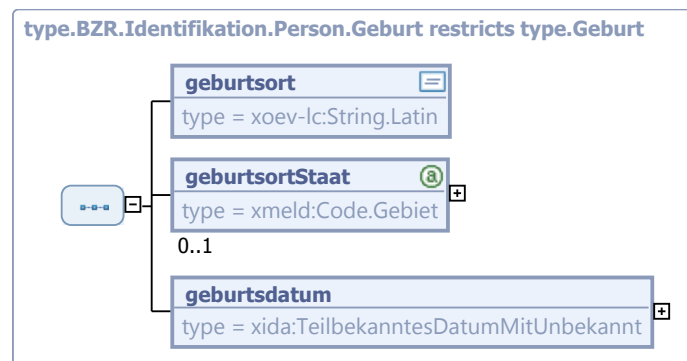 type.BZR.Identifikation.Person.Geburt restricts type.Geburt
geburtsort
type = xoev-lc:String.Latin
geburtsortStaat
type = xmeld:Code.Gebiet
0..1
geburtsdatum
type = xida:TeilbekanntesDatumMitUnbekannt